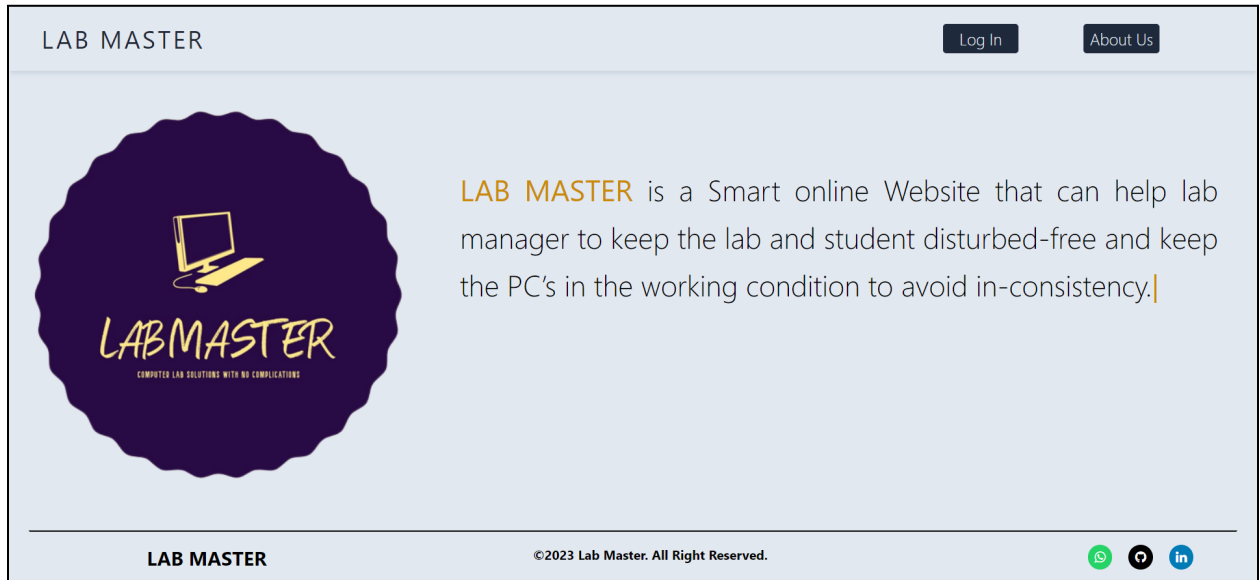 LAB MASTER
Log In
About Us
LAB MASTER is a Smart online Website that can help lab
manager to keep the lab and student disturbed-free and keep
the PC’s in the working condition to avoid in-consistency.|
LABMASTER
COMPUTER LAB SOLUTIONS WITH NO COMPLICATIONS
LAB MASTER
©2023 Lab Master. All Right Reserved.
in